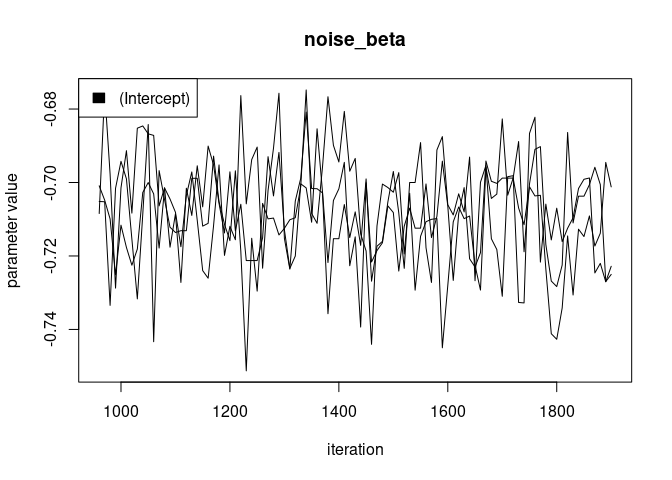 noise_beta
(Intercept)
parameter value
-0.68
-0.70
-0.72
-0.74
1000 1200 1400 1600 1800
iteration